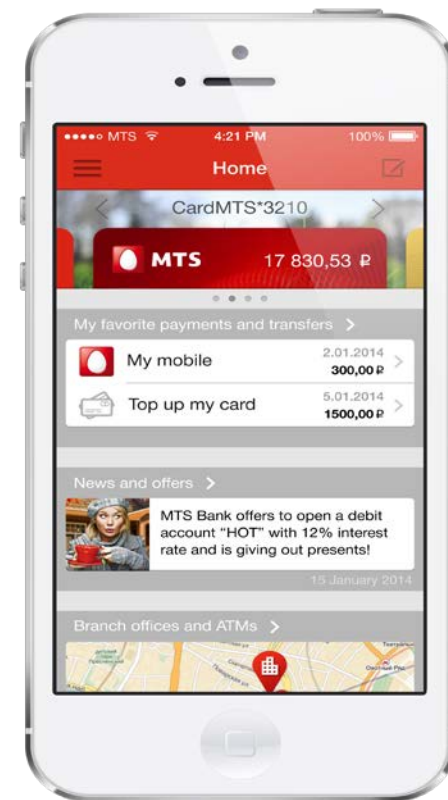 MTS 4:21 PM 100%
Home
CardMTS*3210
MTS 17 830,53 ₽
My favorite payments and transfers >
My mobile 2.01.2014
300,00 ₽
Top up my card 5.01.2014
1500,00 ₽
News and offers >
MTS Bank offers to open a debit
account “HOT” with 12% interest
rate and is giving out presents!
15 January 2014
Branch offices and ATMs >